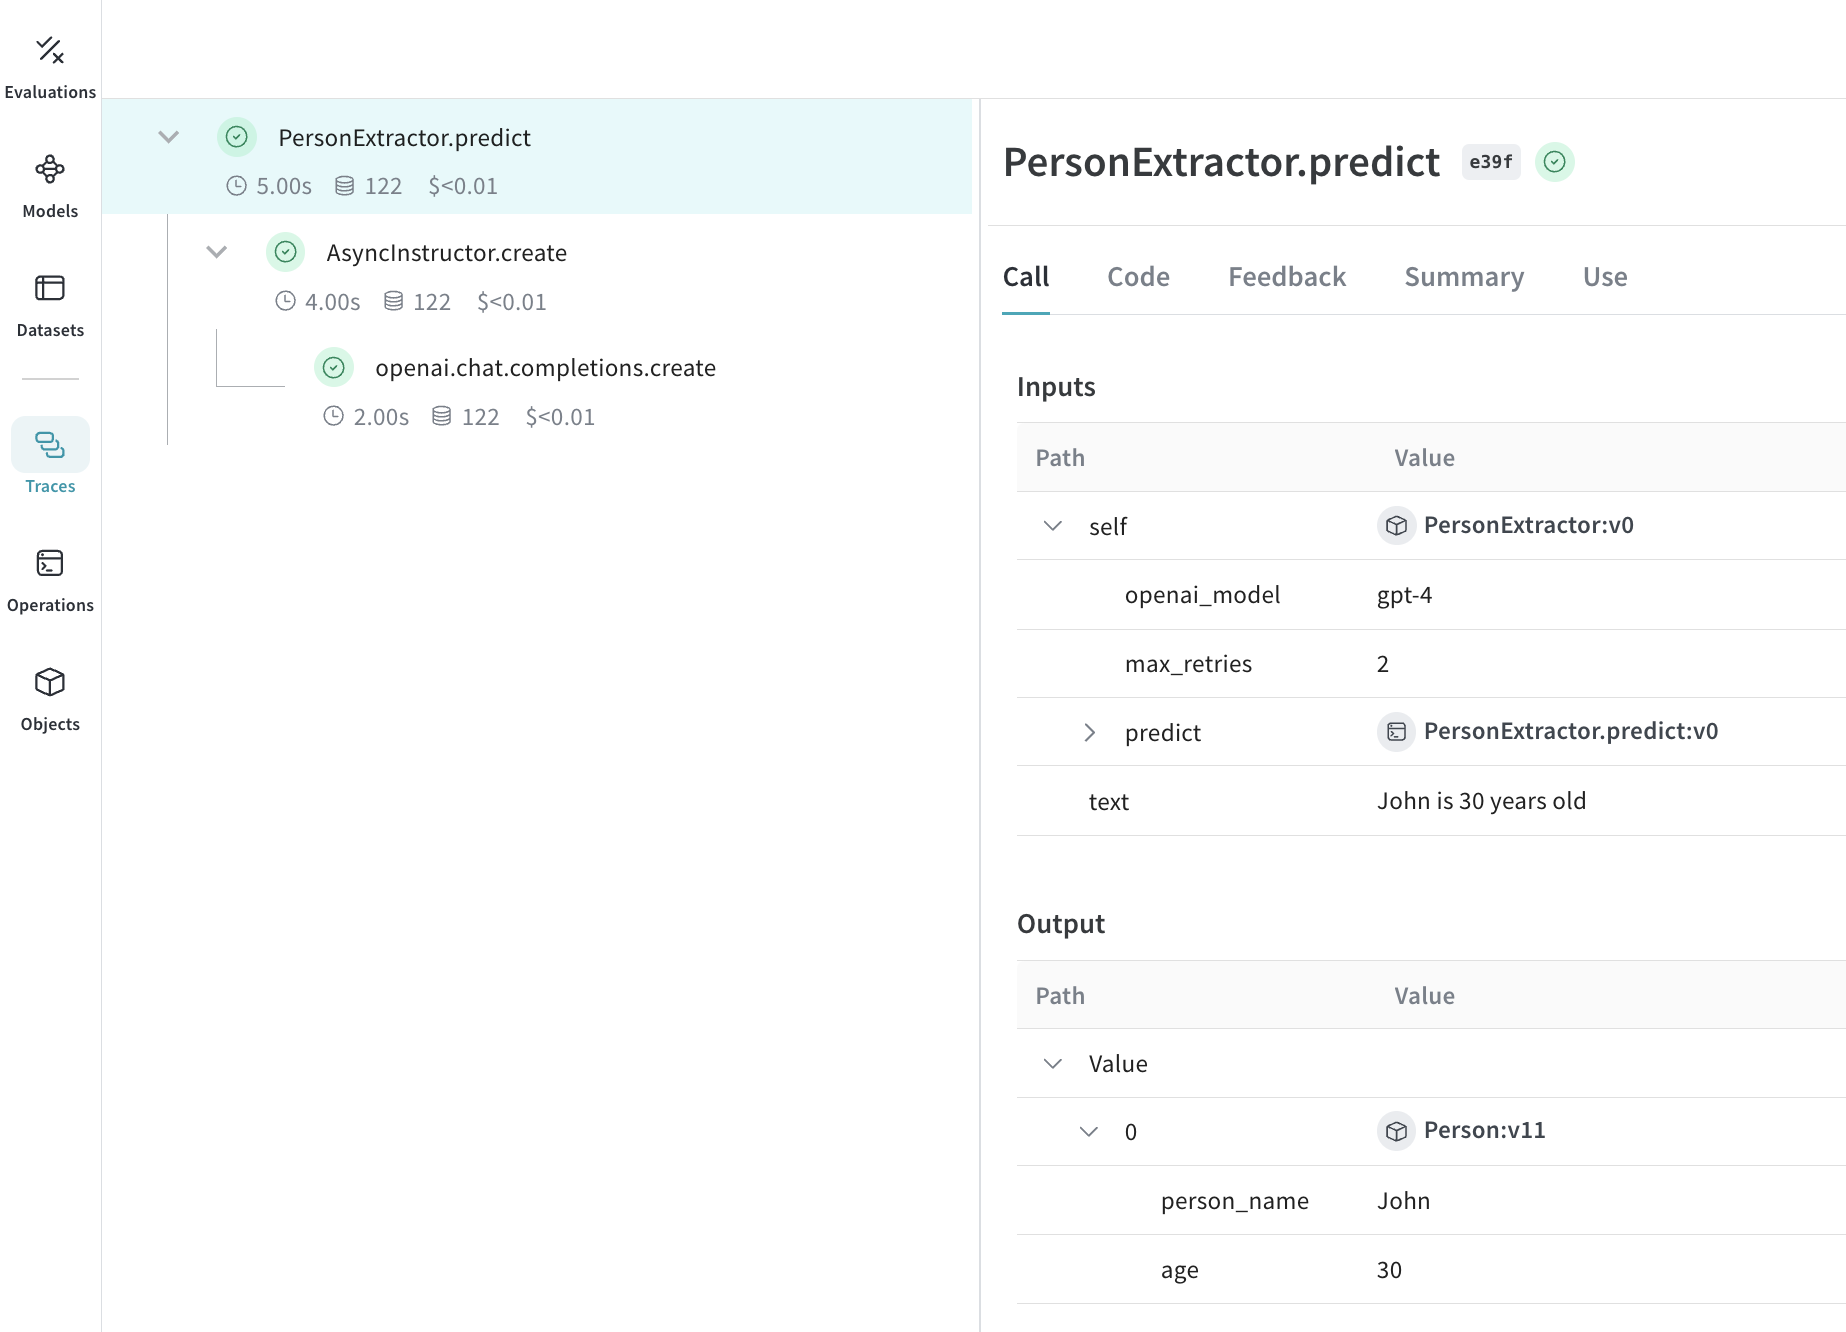 Evaluations
Models
Datasets
Traces
Operations
Objects
PersonExtractor.predict
5.00s 122 $<0.01
AsyncInstructor.create
4.00s 122 $<0.01
openai.chat.completions.create
2.00s 122 $<0.01
PersonExtractor.predict e39f
Call Code Feedback Summary Use
Inputs
Path Value
self PersonExtractor:v0
openai_model gpt-4
max_retries 2
predict PersonExtractor.predict:v0
text John is 30 years old
Output
Path Value
Value
0 Person:v11
person_name John
age 30